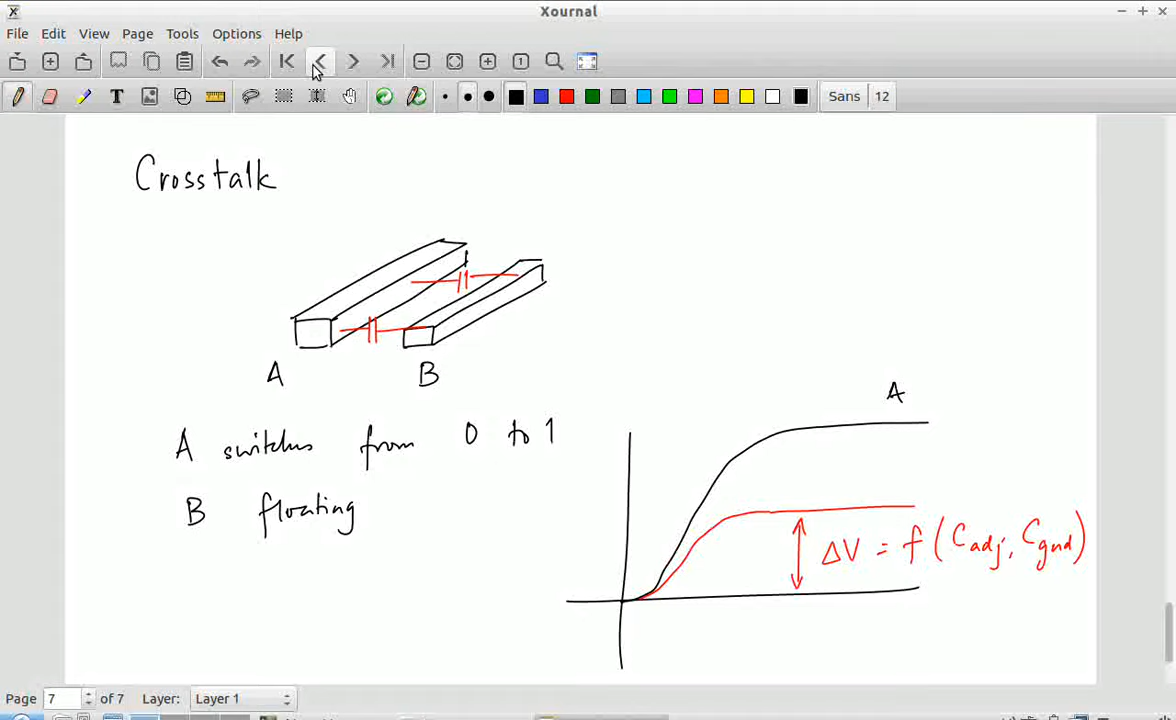 Xournal
File Edit View Page Tools Options Help
Sans 12
Crosstalk
A B
A switches from 0 to 1
B floating
A
ΔV = f(Cadj, Cgnd)
Page 7 of 7 Layer: Layer 1